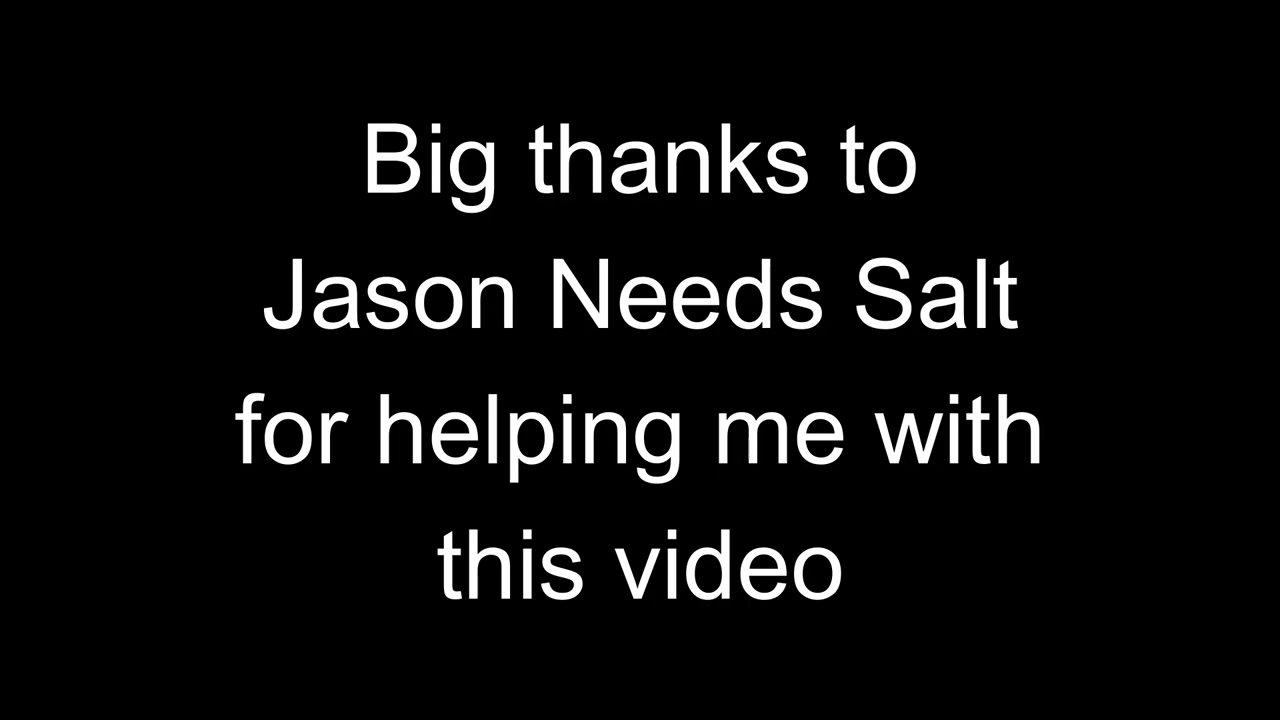 Big thanks to
Jason Needs Salt
for helping me with
this video